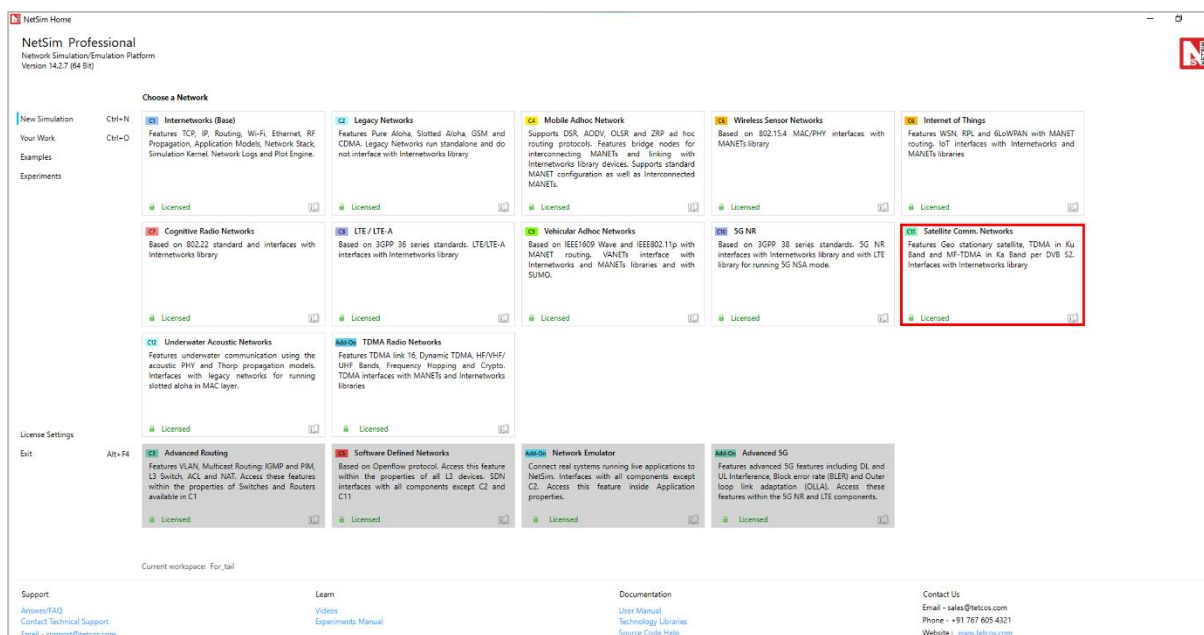 NetSim Home
NetSim Professional
Network Simulation/Emulation Platform
Version 14.2.7 (64 Bit)
Choose a Network
New Simulation Ctrl+N
Your Work Ctrl+O
Examples
Experiments
C1 Internetworks (Base)
Features TCP, IP, Routing, Wi-Fi, Ethernet, RF
Propagation, Application Models, Network Stack,
Simulation Kernel, Network Logs and Plot Engine.
Licensed
C2 Legacy Networks
Features Pure Aloha, Slotted Aloha, GSM and
CDMA. Legacy Networks run standalone and do
not interface with Internetworks library
Licensed
C4 Mobile Adhoc Network
Supports DSR, AODV, OLSR and ZRP ad hoc
routing protocols. Features bridge nodes for
interconnecting MANETs and linking with
Internetworks library devices. Supports standard
MANET configuration as well as Interconnected
MANETs.
Licensed
C6 Wireless Sensor Networks
Based on 802.15.4 MAC/PHY interfaces with
MANETs library
Licensed
C6 Internet of Things
Features WSN, RPL and 6LoWPAN with MANET
routing. IoT interfaces with Internetworks and
MANETs libraries
Licensed
C7 Cognitive Radio Networks
Based on 802.22 standard and interfaces with
Internetworks library
Licensed
C8 LTE / LTE-A
Based on 3GPP 36 series standards. LTE/LTE-A
interfaces with Internetworks library
Licensed
C9 Vehicular Adhoc Networks
Based on IEEE1609 Wave and IEEE802.11p with
MANET routing. VANETs interface with
Internetworks and MANETs libraries and with
SUMO.
Licensed
C10 5G NR
Based on 3GPP 38 series standards. 5G NR
interfaces with Internetworks library and with LTE
library for running 5G NSA mode.
Licensed
C11 Satellite Comm. Networks
Features Geo stationary satellite, TDMA in Ku
Band and MF-TDMA in Ka Band per DVB S2.
Interfaces with Internetworks library
Licensed
C12 Underwater Acoustic Networks
Features underwater communication using the
acoustic PHY and Thorp propagation models.
Interfaces with legacy networks for running
slotted aloha in MAC layer.
Licensed
Add-On TDMA Radio Networks
Features TDMA link 16, Dynamic TDMA, HF/VHF/
UHF Bands, Frequency Hopping and Crypto.
TDMA interfaces with MANETs and Internetworks
libraries
Licensed
License Settings
Exit Alt+F4
C3 Advanced Routing
Features VLAN, Multicast Routing: IGMP and PIM,
L3 Switch, ACL and NAT. Access these features
within the properties of Switches and Routers
available in C1
Licensed
C5 Software Defined Networks
Based on Openflow protocol. Access this feature
within the properties of all L3 devices. SDN
interfaces with all components except C2 and
C11
Licensed
Add-On Network Emulator
Connect real systems running live applications to
NetSim. Interfaces with all components except
C2. Access this feature inside Application
properties.
Licensed
Add-On Advanced 5G
Features advanced 5G features including DL and
UL Interference, Block error rate (BLER) and Outer
loop link adaptation (OLLA). Access these
features within the 5G NR and LTE components.
Licensed
Current workspace: For_tail
Support
Answer/FAQ
Contact Technical Support
Email - support@tetcos.com
Learn
Videos
Experiments Manual
Documentation
User Manual
Technology Libraries
Source Code Help
Contact Us
Email - sales@tetcos.com
Phone - +91 767 605 4321
Website : www.tetcos.com